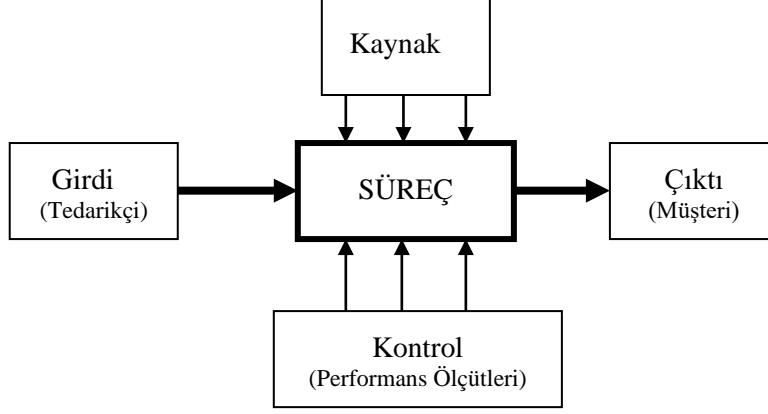 Kaynak
Girdi
(Tedarikçi)
SÜREÇ
Çıktı
(Müşteri)
Kontrol
(Performans Ölçütleri)